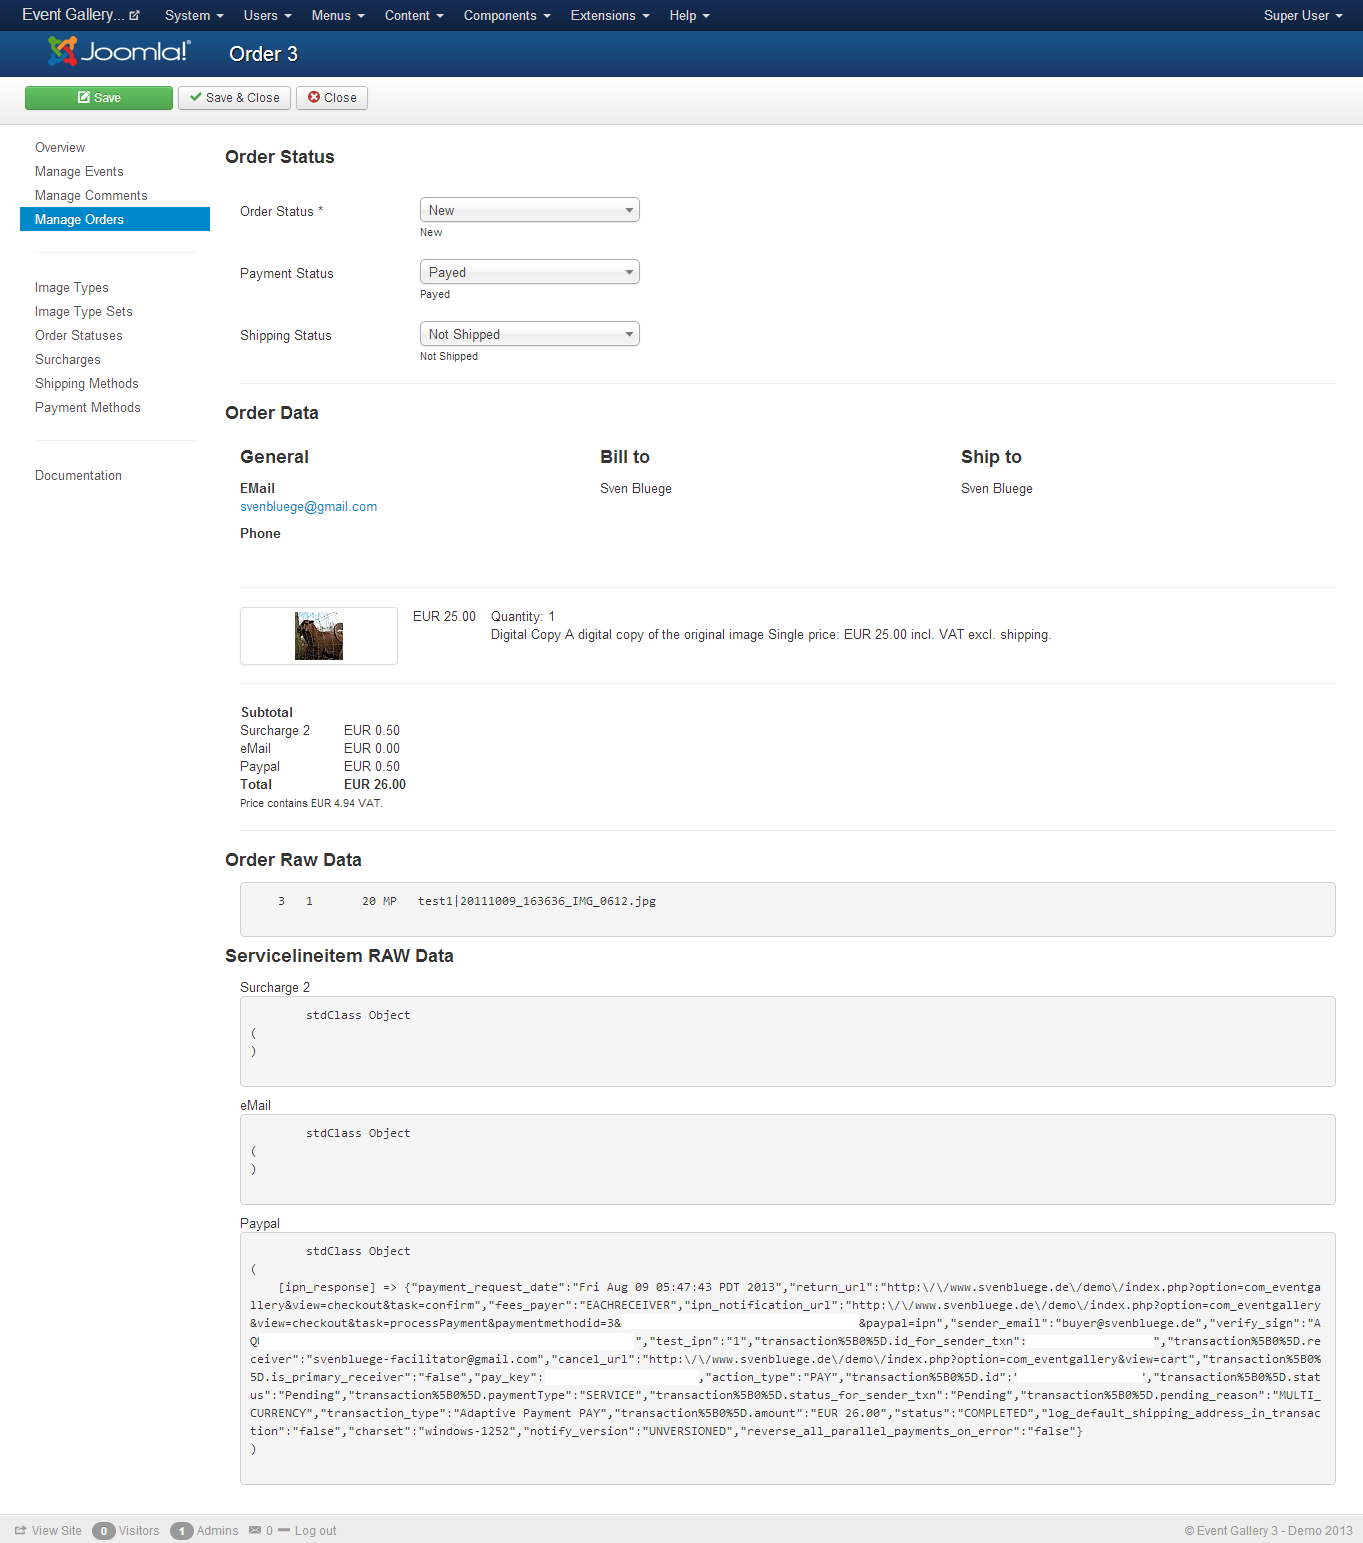 Event Gallery... System Users Menus Content Components Extensions Help Super User
Joomla!® Order 3
Save Save & Close Close
Overview
Manage Events
Manage Comments
Manage Orders
Image Types
Image Type Sets
Order Statuses
Surcharges
Shipping Methods
Payment Methods
Documentation
Order Status
Order Status * New
New
Payment Status Payed
Payed
Shipping Status Not Shipped
Not Shipped
Order Data
General Bill to Ship to
EMail Sven Bluege Sven Bluege
svenbluege@gmail.com
Phone
EUR 25.00 Quantity: 1
Digital Copy A digital copy of the original image Single price: EUR 25.00 incl. VAT excl. shipping.
Subtotal
Surcharge 2 EUR 0.50
eMail EUR 0.00
Paypal EUR 0.50
Total EUR 26.00
Price contains EUR 4.94 VAT.
Order Raw Data
3 1 20 MP test1|20111009_163636_IMG_0612.jpg
Servicelineitem RAW Data
Surcharge 2
stdClass Object
(
)
eMail
stdClass Object
(
)
Paypal
stdClass Object
(
[ipn_response] => {"payment_request_date":"Fri Aug 09 05:47:43 PDT 2013","return_url":"http:\/\/www.svenbluege.de\/demo\/index.php?option=com_eventga
llery&view=checkout&task=confirm","fees_payer":"EACHRECEIVER","ipn_notification_url":"http:\/\/www.svenbluege.de\/demo\/index.php?option=com_eventgallery
&view=checkout&task=processPayment&paymentmethodid=3& &paypal=ipn","sender_email":"buyer@svenbluege.de","verify_sign":"A
QU ","test_ipn":"1","transaction%5B0%5D.id_for_sender_txn": ","transaction%5B0%5D.re
ceiver":"svenbluege-facilitator@gmail.com","cancel_url":"http:\/\/www.svenbluege.de\/demo\/index.php?option=com_eventgallery&view=cart","transaction%5B0%
5D.is_primary_receiver":"false","pay_key": ,"action_type":"PAY","transaction%5B0%5D.id":' ',"transaction%5B0%5D.stat
us":"Pending","transaction%5B0%5D.paymentType":"SERVICE","transaction%5B0%5D.status_for_sender_txn":"Pending","transaction%5B0%5D.pending_reason":"MULTI_
CURRENCY","transaction_type":"Adaptive Payment PAY","transaction%5B0%5D.amount":"EUR 26.00","status":"COMPLETED","log_default_shipping_address_in_transac
tion":"false","charset":"windows-1252","notify_version":"UNVERSIONED","reverse_all_parallel_payments_on_error":"false"}
)
View Site 0 Visitors 1 Admins 0 Log out © Event Gallery 3 - Demo 2013